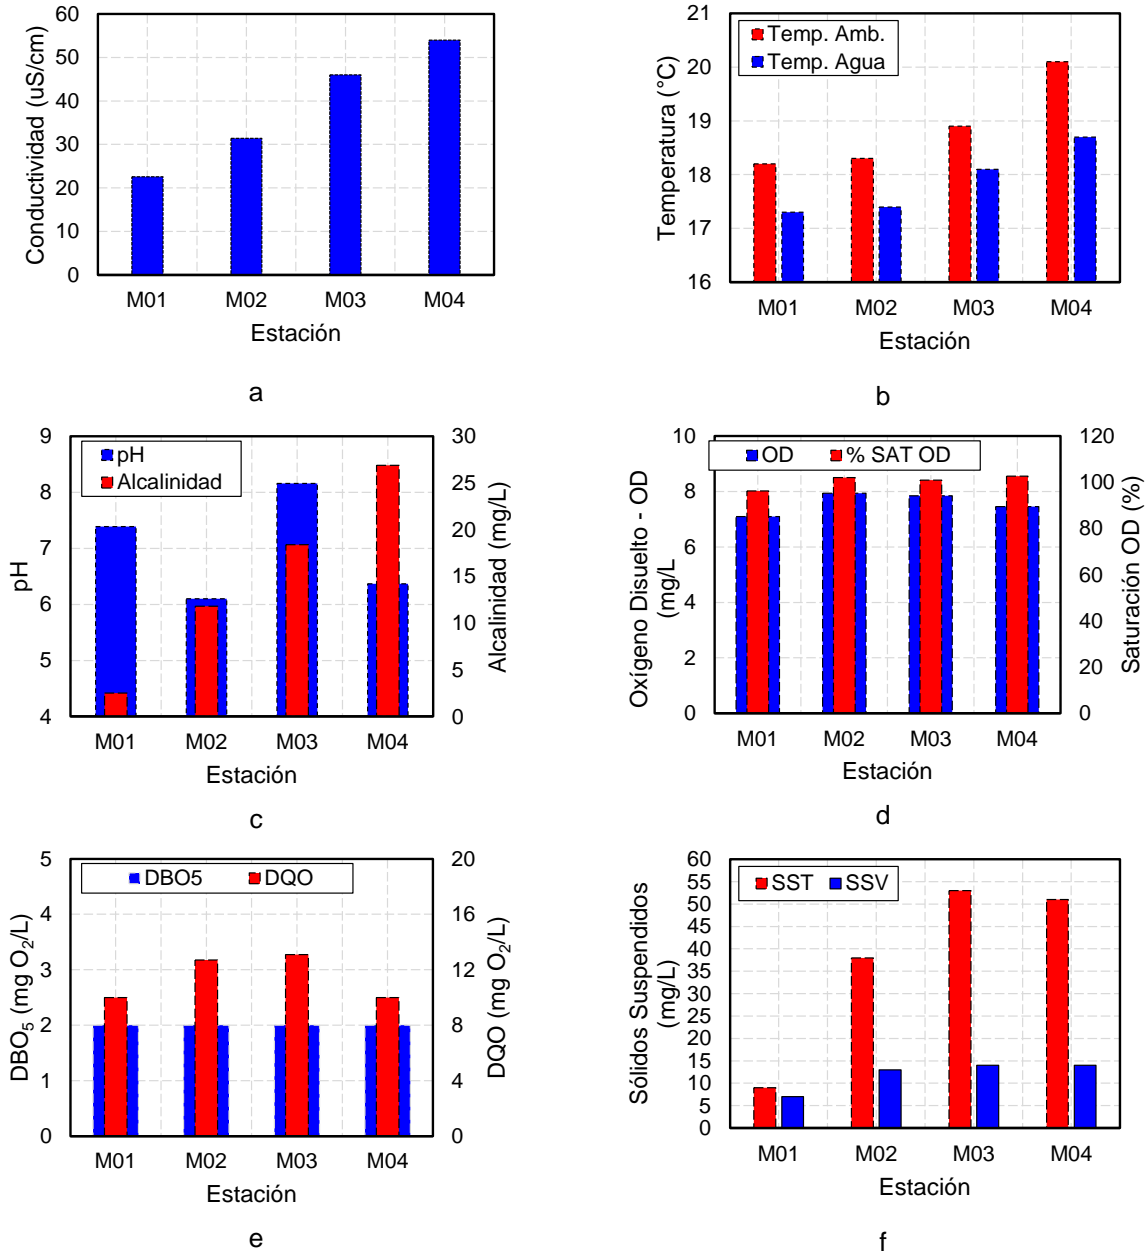 60
50
40
30
20
10
0
Conductividad (uS/cm)
M01 M02 M03 M04
Estación
a
21
20
19
18
17
16
Temperatura (°C)
Temp. Amb.
Temp. Agua
M01 M02 M03 M04
Estación
b
9
8
7
6
5
4
pH
pH
Alcalinidad
30
25
20
15
10
5
0
Alcalinidad (mg/L)
M01 M02 M03 M04
Estación
c
10
8
6
4
2
0
Oxígeno Disuelto - OD
(mg/L
OD % SAT OD
120
100
80
60
40
20
0
Saturación OD (%)
M01 M02 M03 M04
Estación
d
5
4
3
2
1
0
DBO₅ (mg O₂/L)
DBO5 DQO
20
16
12
8
4
0
DQO (mg O₂/L)
M01 M02 M03 M04
Estación
e
60
55
50
45
40
35
30
25
20
15
10
5
0
Sólidos Suspendidos
(mg/L)
SST SSV
M01 M02 M03 M04
Estación
f